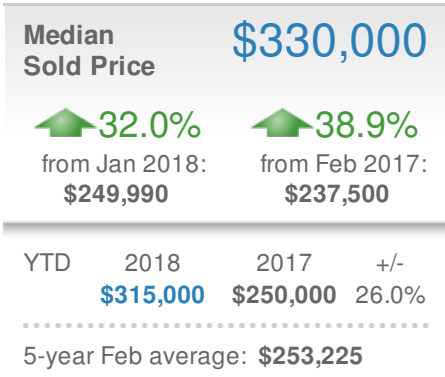 Median $330,000
Sold Price
32.0% 38.9%
from Jan 2018: from Feb 2017:
$249,990 $237,500
YTD 2018 2017 +/-
$315,000 $250,000 26.0%
5-year Feb average: $253,225